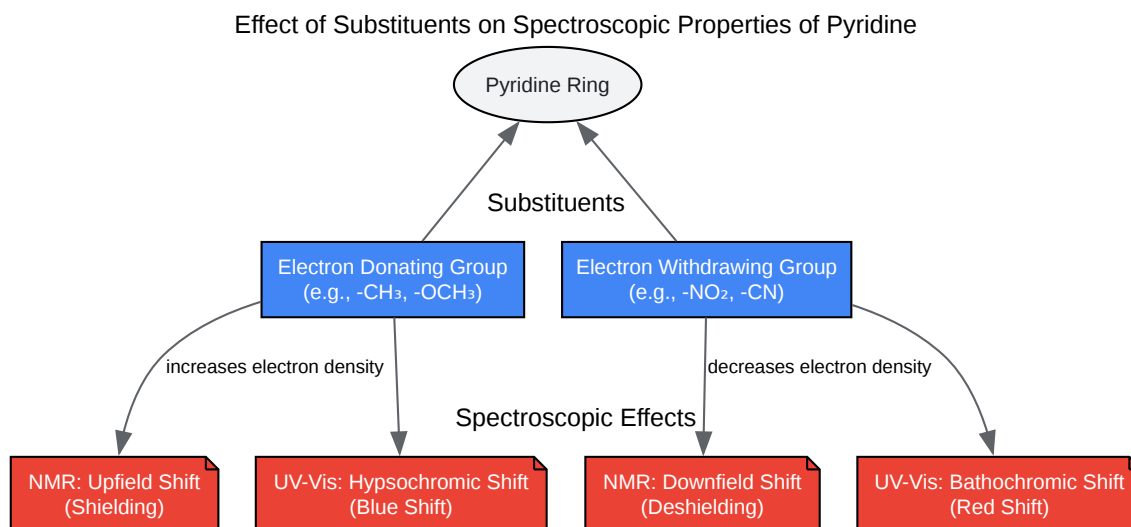 Effect of Substituents on Spectroscopic Properties of Pyridine
Pyridine Ring
Substituents
Electron Donating Group
(e.g., -CH₃, -OCH₃)
Electron Withdrawing Group
(e.g., -NO₂, -CN)
increases electron density
decreases electron density
Spectroscopic Effects
NMR: Upfield Shift
(Shielding)
UV-Vis: Hypsochromic Shift
(Blue Shift)
NMR: Downfield Shift
(Deshielding)
UV-Vis: Bathochromic Shift
(Red Shift)